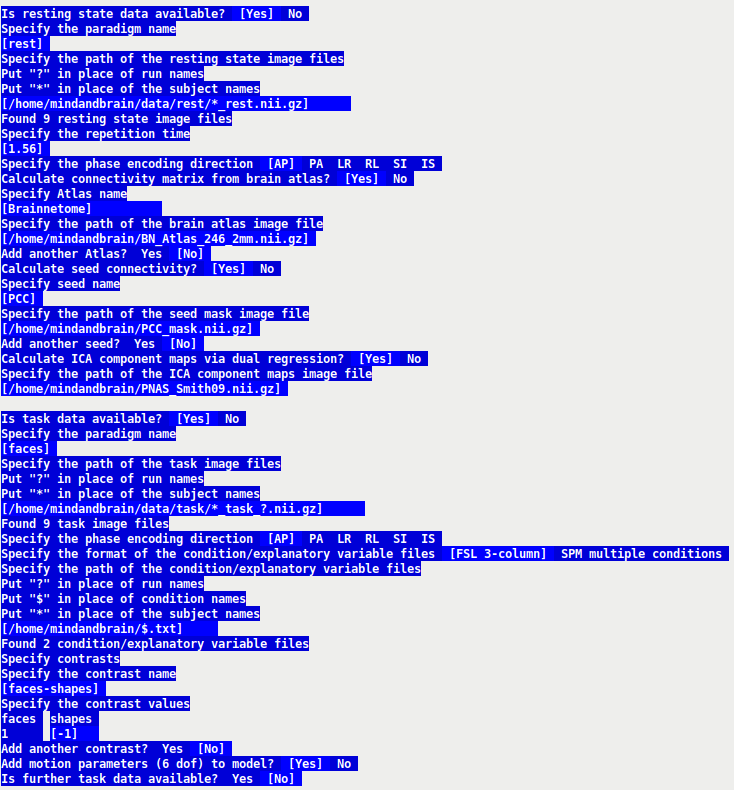 Is resting state data available?  [Yes]  No
Specify the paradigm name
[rest]
Specify the path of the resting state image files
Put "?" in place of run names
Put "*" in place of the subject names
[/home/mindandbrain/data/rest/*_rest.nii.gz]
Found 9 resting state image files
Specify the repetition time
[1.56]
Specify the phase encoding direction  [AP]  PA  LR  RL  SI  IS
Calculate connectivity matrix from brain atlas?  [Yes]  No
Specify Atlas name
[Brainnetome]
Specify the path of the brain atlas image file
[/home/mindandbrain/BN_Atlas_246_2mm.nii.gz]
Add another Atlas?  Yes  [No]
Calculate seed connectivity?  [Yes]  No
Specify seed name
[PCC]
Specify the path of the seed mask image file
[/home/mindandbrain/PCC_mask.nii.gz]
Add another seed?  Yes  [No]
Calculate ICA component maps via dual regression?  [Yes]  No
Specify the path of the ICA component maps image file
[/home/mindandbrain/PNAS_Smith09.nii.gz]
Is task data available?  [Yes]  No
Specify the paradigm name
[faces]
Specify the path of the task image files
Put "?" in place of run names
Put "*" in place of the subject names
[/home/mindandbrain/data/task/*_task_?.nii.gz]
Found 9 task image files
Specify the phase encoding direction  [AP]  PA  LR  RL  SI  IS
Specify the format of the condition/explanatory variable files  [FSL 3-column]  SPM multiple conditions
Specify the path of the condition/explanatory variable files
Put "?" in place of run names
Put "$" in place of condition names
Put "*" in place of the subject names
[/home/mindandbrain/$.txt]
Found 2 condition/explanatory variable files
Specify contrasts
Specify the contrast name
[faces-shapes]
Specify the contrast values
faces  shapes
1      [-1]
Add another contrast?  Yes  [No]
Add motion parameters (6 dof) to model?  [Yes]  No
Is further task data available?  Yes  [No]